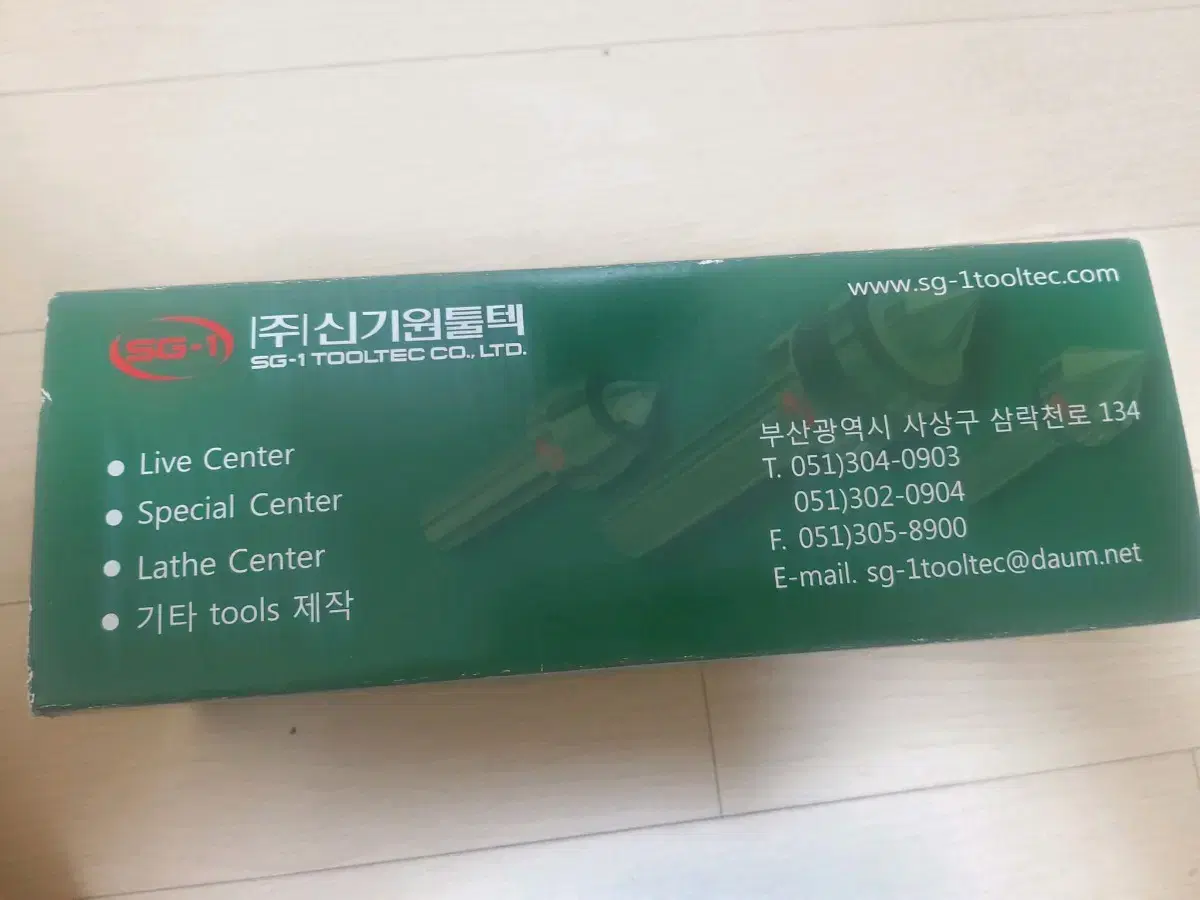 www.sg-1tooltec.com
SG-1
|주|신기원툴텍
SG-1 TOOLTEC CO., LTD.
● Live Center
● Special Center
● Lathe Center
● 기타 tools 제작
부산광역시 사상구 삼락천로 134
T. 051)304-0903
051)302-0904
F. 051)305-8900
E-mail. sg-1tooltec@daum.net